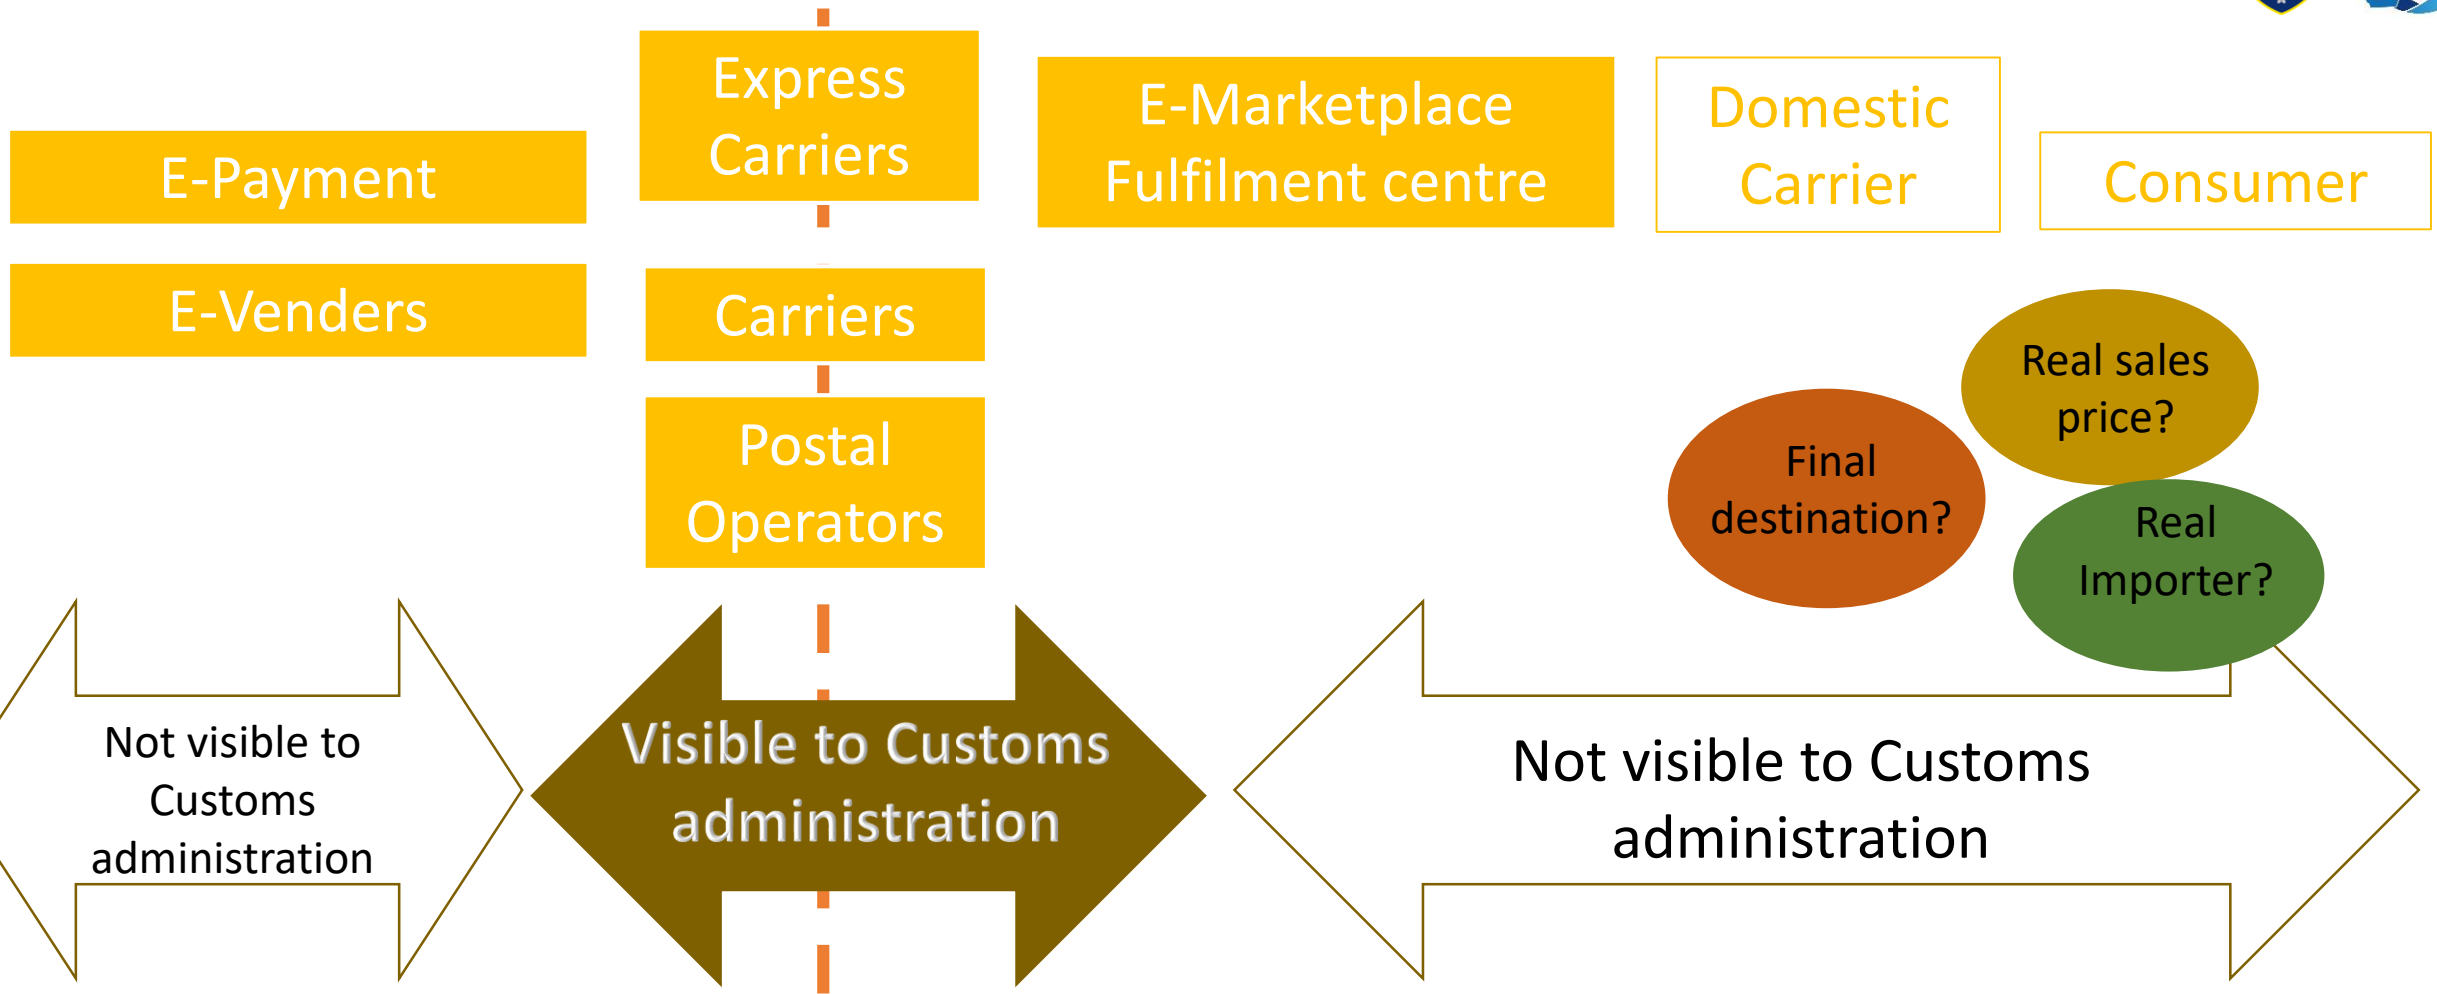 E-Payment
E-Venders
Express
Carriers
Carriers
Postal
Operators
E-Marketplace
Fulfilment centre
Domestic
Carrier
Consumer
Real sales
price?
Final
destination?
Real
Importer?
Not visible to
Customs
administration
Visible to Customs
administration
Not visible to Customs
administration